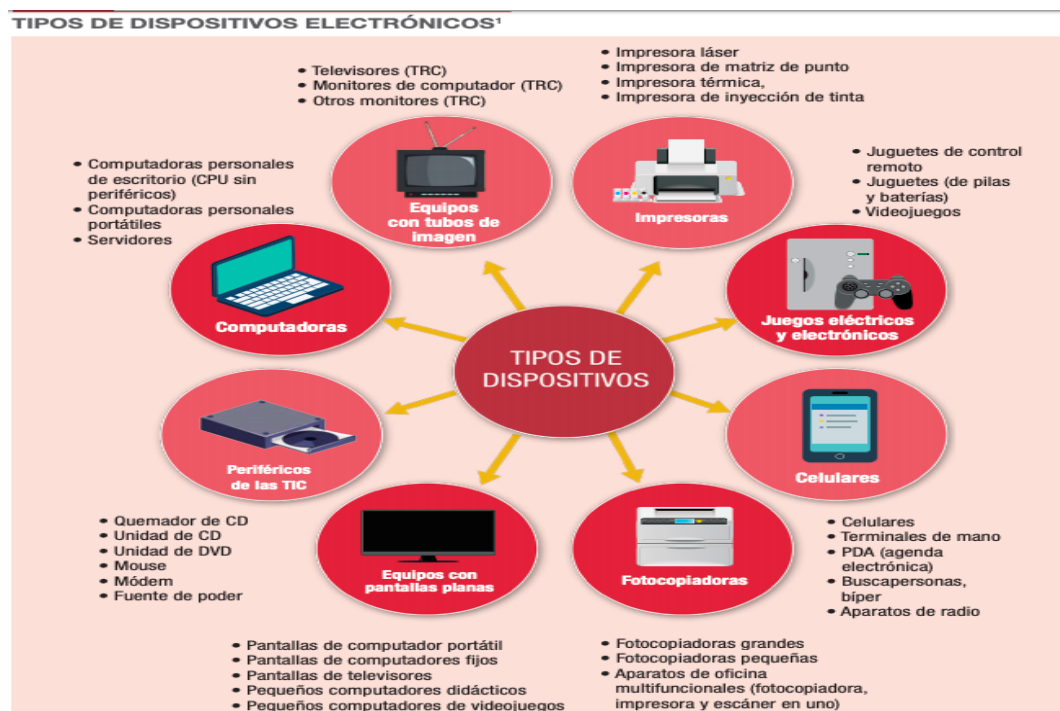 TIPOS DE DISPOSITIVOS ELECTRÓNICOS¹
• Televisores (TRC)
• Monitores de computador (TRC)
• Otros monitores (TRC)
• Impresora láser
• Impresora de matriz de punto
• Impresora térmica,
• Impresora de inyección de tinta
• Computadoras personales
de escritorio (CPU sin
periféricos)
• Computadoras personales
portátiles
• Servidores
• Juguetes de control
remoto
• Juguetes (de pilas
y baterías)
• Videojuegos
Equipos
con tubos de
imagen
Impresoras
Computadoras
Juegos eléctricos
y electrónicos
TIPOS DE
DISPOSITIVOS
Periféricos
de las TIC
Celulares
Equipos con
pantallas planas
Fotocopiadoras
• Quemador de CD
• Unidad de CD
• Unidad de DVD
• Mouse
• Módem
• Fuente de poder
• Celulares
• Terminales de mano
• PDA (agenda
electrónica)
• Buscapersonas,
bíper
• Aparatos de radio
• Pantallas de computador portátil
• Pantallas de computadores fijos
• Pantallas de televisores
• Pequeños computadores didácticos
• Pequeños computadores de videojuegos
• Fotocopiadoras grandes
• Fotocopiadoras pequeñas
• Aparatos de oficina
multifuncionales (fotocopiadora,
impresora y escáner en uno)